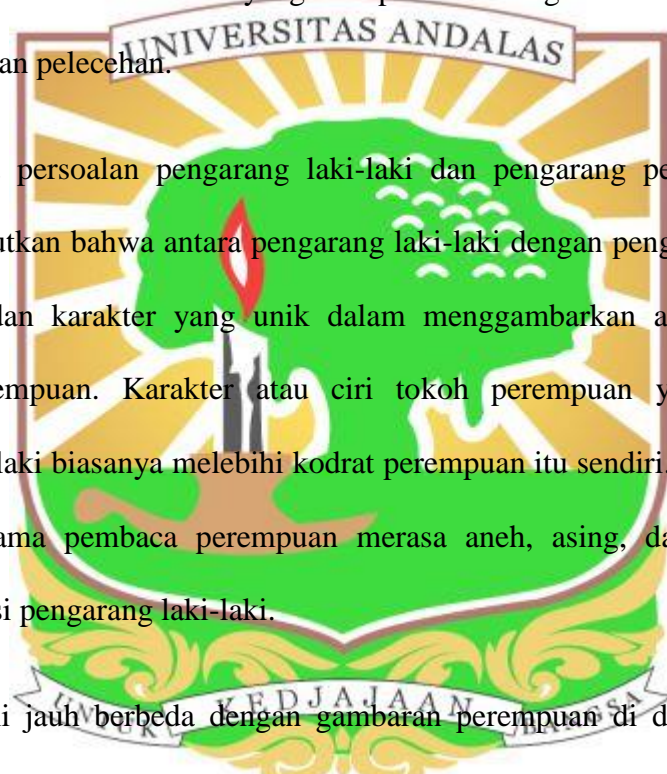 UNIVERSITAS ANDALAS
an pelecehan.
persoalan pengarang laki-laki dan pengarang pe
utkan bahwa antara pengarang laki-laki dengan peng
dan karakter yang unik dalam menggambarkan a
empuan. Karakter atau ciri tokoh perempuan y
laki biasanya melebihi kodrat perempuan itu sendiri.
ama pembaca perempuan merasa aneh, asing, da
si pengarang laki-laki.
i jauh berbeda dengan gambaran perempuan di d
UNTUK KEDJAJAAN BANGSA